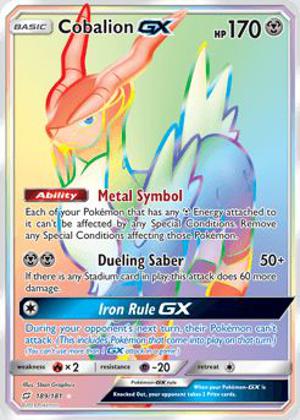 BASIC
Cobalion GX HP 170
Ability Metal Symbol
Each of your Pokémon that has any Energy attached to
it can't be affected by any Special Conditions. Remove
any Special Conditions affecting those Pokémon.
Dueling Saber 50+
If there is any Stadium card in play, this attack does 60 more
damage.
Iron Rule GX
During your opponent's next turn, their Pokémon can't
attack. (This includes Pokémon that come into play on that turn.)
(You can't use more than 1 GX attack in a game.)
weakness ×2 resistance -20 retreat
Illus. 5ban Graphics
189/181
Pokémon-GX rule
When your Pokémon-GX is
Knocked Out, your opponent takes 2 Prize cards.